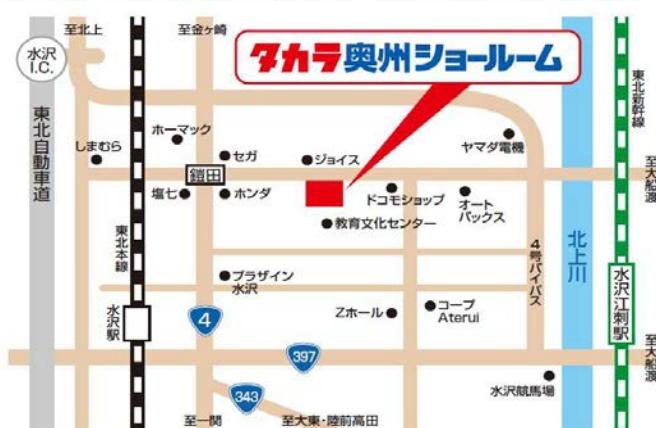 至北上
至金ケ崎
水沢
I.C.
タカラ奥州ショールーム
東北新幹線
東北自動車道
ホーマック
しまむら
セガ
ジョイス
ヤマダ電機
鎧田
至大船渡
塩七
ホンダ
ドコモショップ
オート
バックス
教育文化センター
東北本線
4号バイパス
北上川
プラザイン
水沢
水沢駅
4
Zホール
コープ
Aterui
水沢江刺駅
397
至大船渡
水沢競馬場
343
至一関
至大東・陸前高田